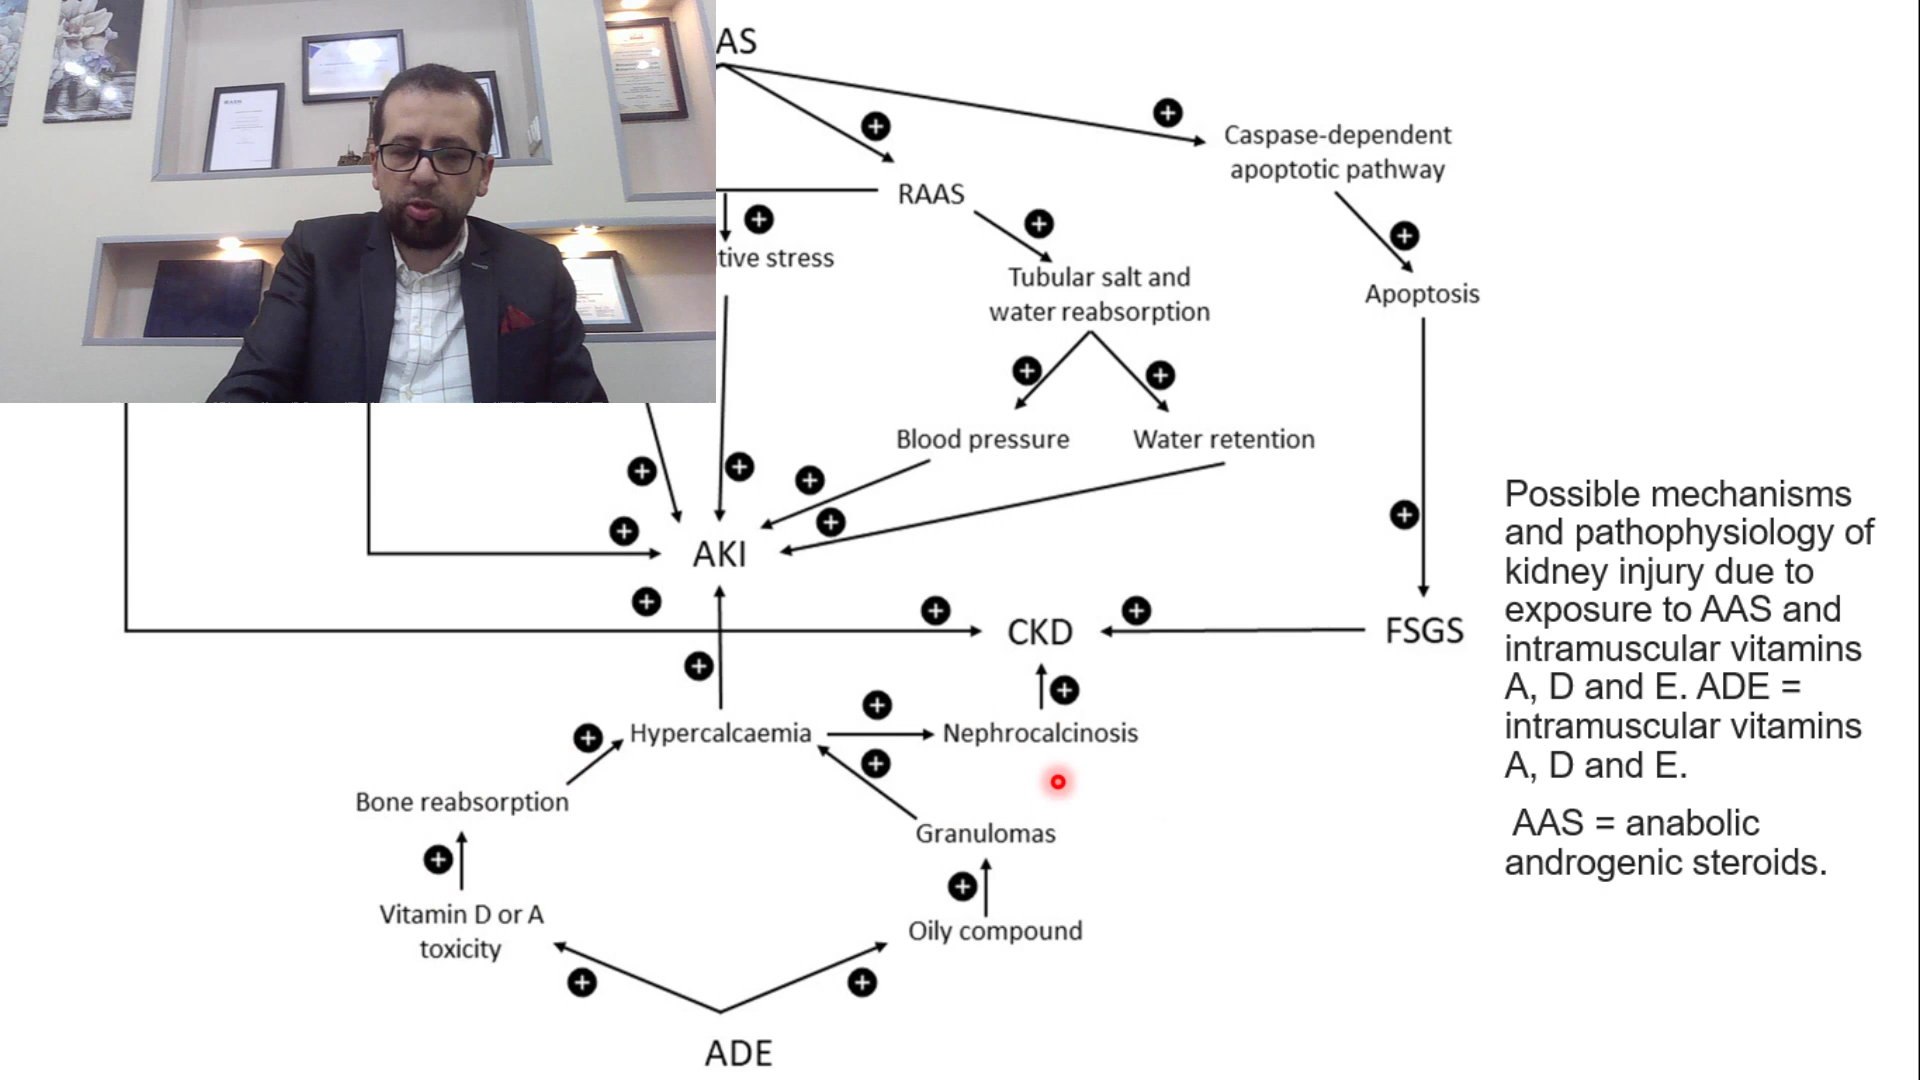 AS
Caspase-dependent
apoptotic pathway
RAAS
tive stress
Tubular salt and
water reabsorption
Apoptosis
Blood pressure
Water retention
AKI
CKD
FSGS
Hypercalcaemia
Nephrocalcinosis
Bone reabsorption
Granulomas
Vitamin D or A
toxicity
Oily compound
ADE
Possible mechanisms
and pathophysiology of
kidney injury due to
exposure to AAS and
intramuscular vitamins
A, D and E. ADE =
intramuscular vitamins
A, D and E.
AAS = anabolic
androgenic steroids.